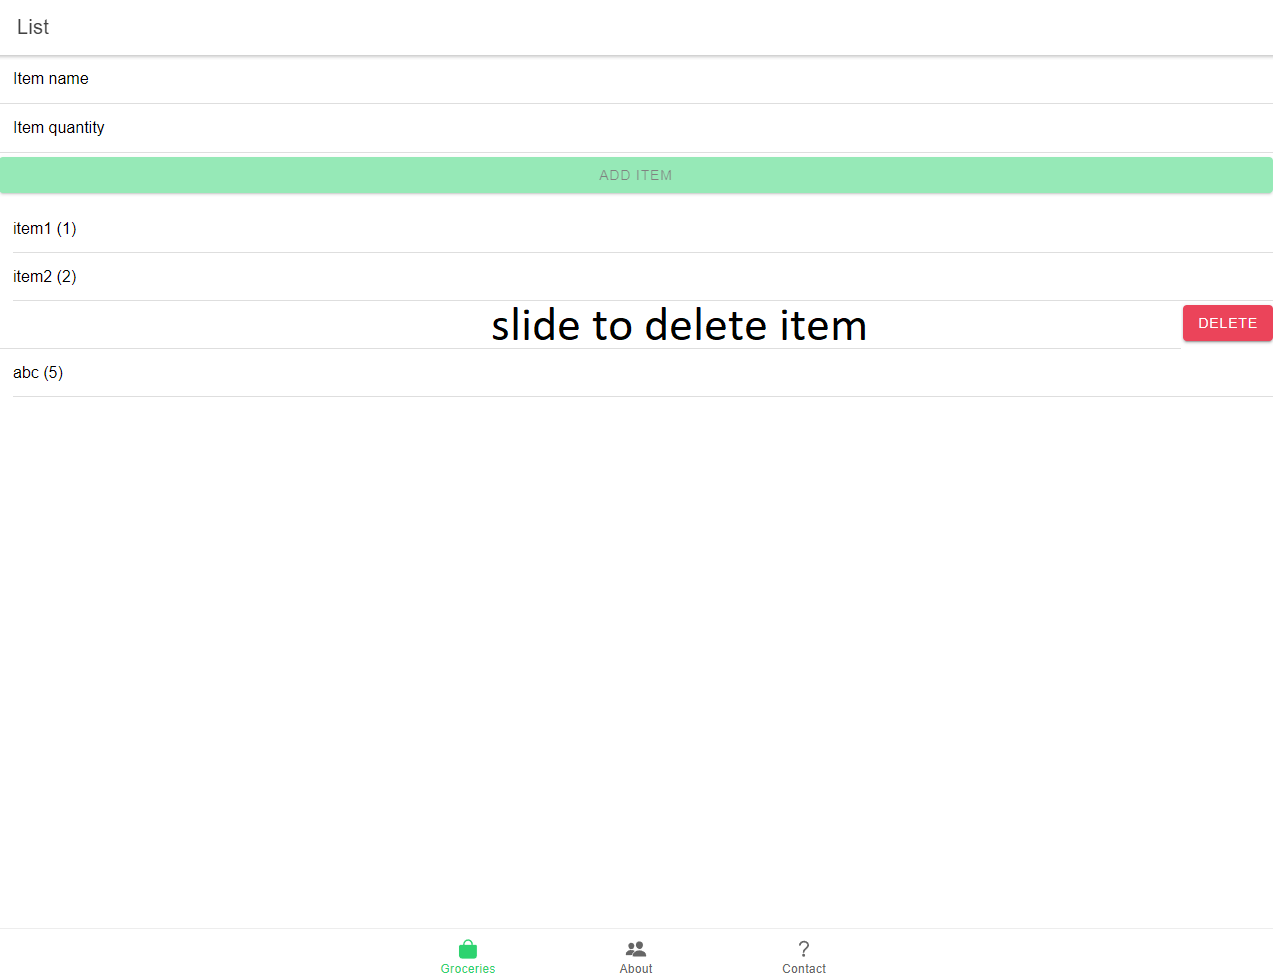 List
Item name
Item quantity
ADD ITEM
item1 (1)
item2 (2)
slide to delete item DELETE
abc (5)
Groceries About Contact